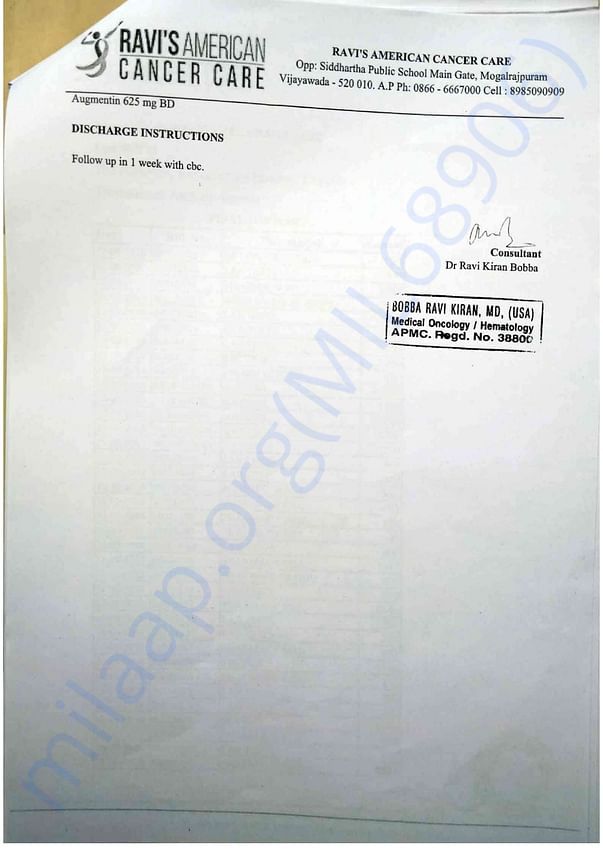 RAVI'S AMERICAN
CANCER CARE
RAVI'S AMERICAN CANCER CARE
Opp: Siddhartha Public School Main Gate, Mogalrajpuram
Vijayawada - 520 010. A.P Ph: 0866 - 6667000 Cell : 8985090909
Augmentin 625 mg BD
DISCHARGE INSTRUCTIONS
Follow up in 1 week with cbc.
Consultant
Dr Ravi Kiran Bobba
BOBBA RAVI KIRAN, MD, (USA)
Medical Oncology / Hematology
APMC. Regd. No. 38800
milaap.org(MIL68906)